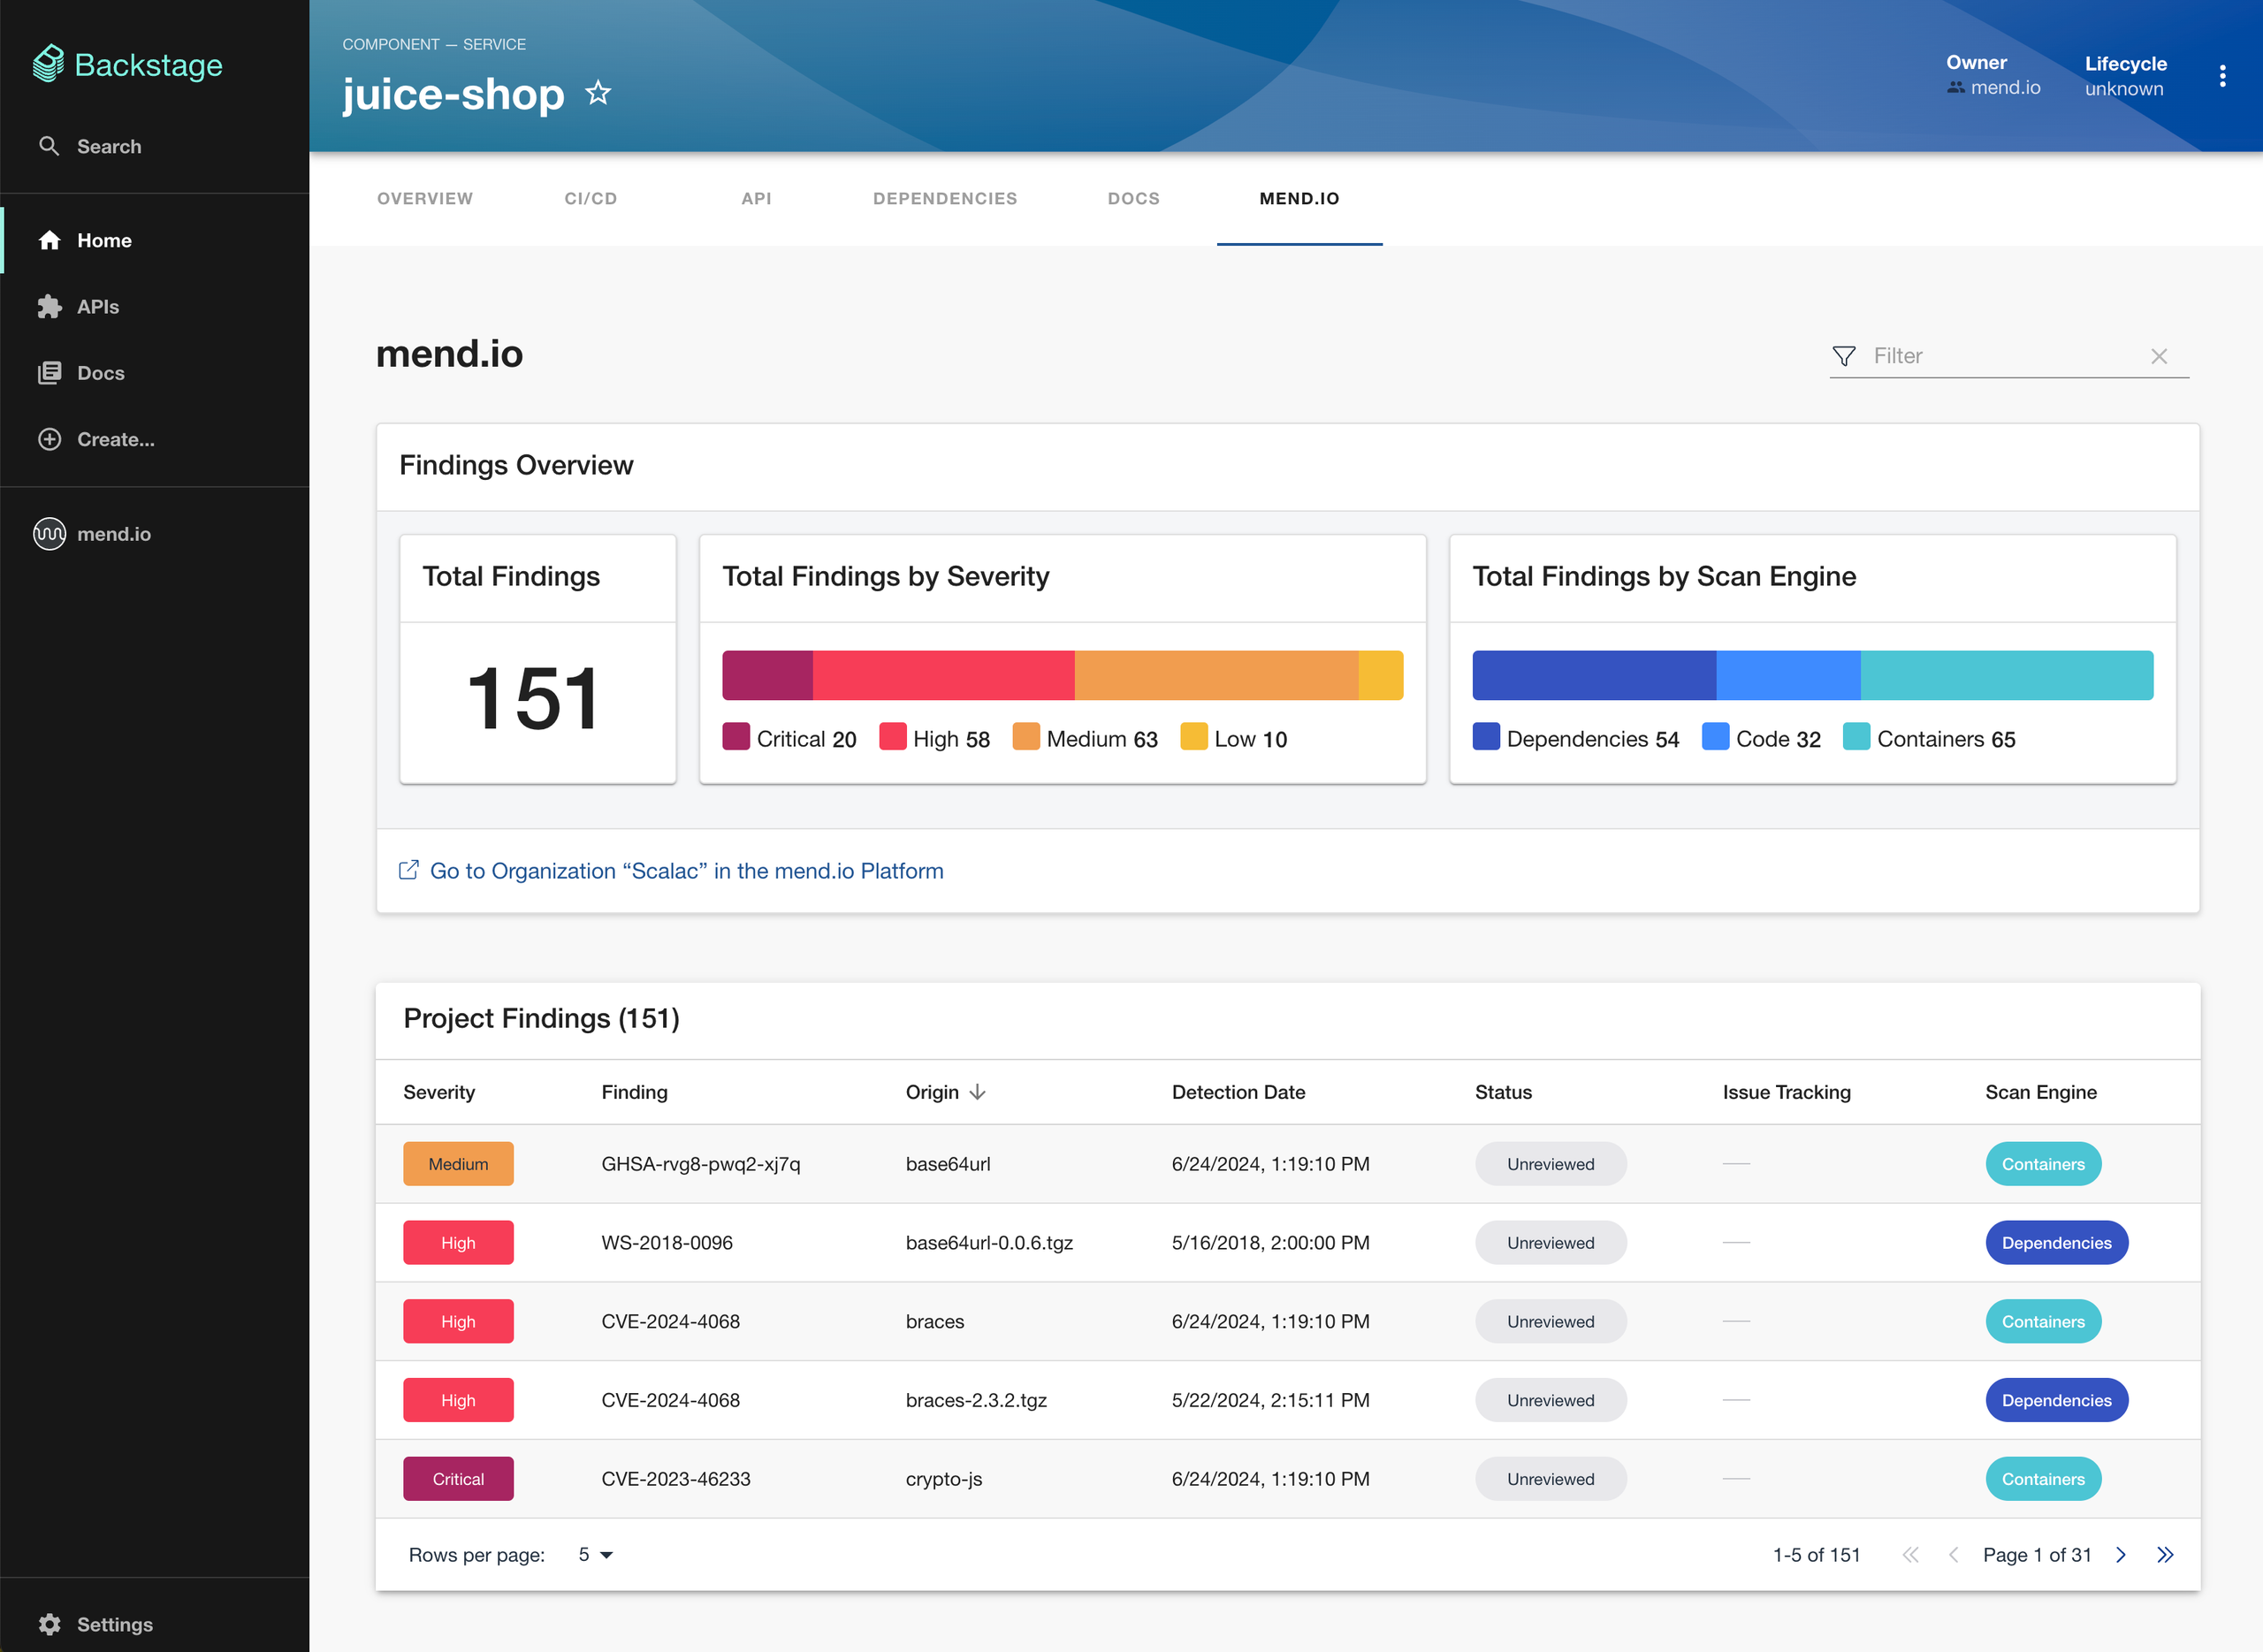 Backstage
Search
Home
APIs
Docs
Create...
mend.io
Settings
COMPONENT — SERVICE
juice-shop
Owner
mend.io
Lifecycle
unknown
OVERVIEW CI/CD API DEPENDENCIES DOCS MEND.IO
mend.io
Filter
Findings Overview
Total Findings
151
Total Findings by Severity
Critical 20 High 58 Medium 63 Low 10
Total Findings by Scan Engine
Dependencies 54 Code 32 Containers 65
Go to Organization “Scalac” in the mend.io Platform
Project Findings (151)
Severity Finding Origin Detection Date Status Issue Tracking Scan Engine
Medium GHSA-rvg8-pwq2-xj7q base64url 6/24/2024, 1:19:10 PM Unreviewed — Containers
High WS-2018-0096 base64url-0.0.6.tgz 5/16/2018, 2:00:00 PM Unreviewed — Dependencies
High CVE-2024-4068 braces 6/24/2024, 1:19:10 PM Unreviewed — Containers
High CVE-2024-4068 braces-2.3.2.tgz 5/22/2024, 2:15:11 PM Unreviewed — Dependencies
Critical CVE-2023-46233 crypto-js 6/24/2024, 1:19:10 PM Unreviewed — Containers
Rows per page: 5 1-5 of 151 Page 1 of 31